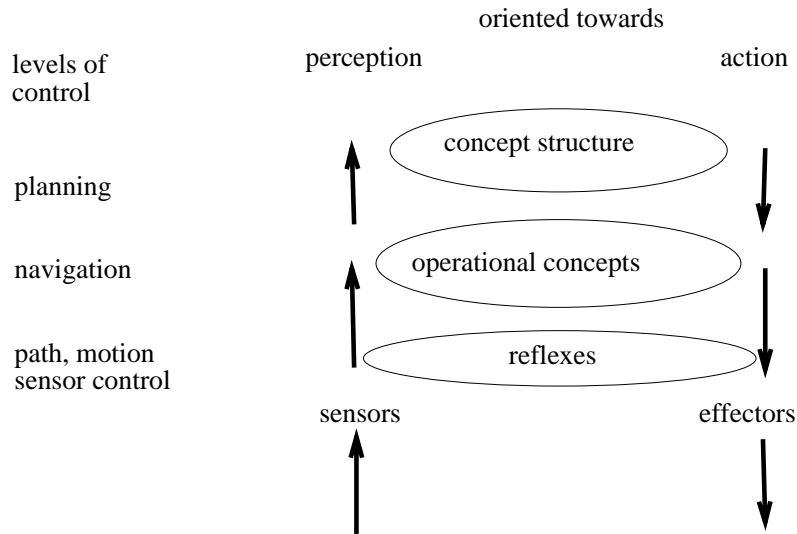 oriented towards
levels of
control
perception
action
concept structure
planning
navigation
operational concepts
path, motion
sensor control
reflexes
sensors
effectors